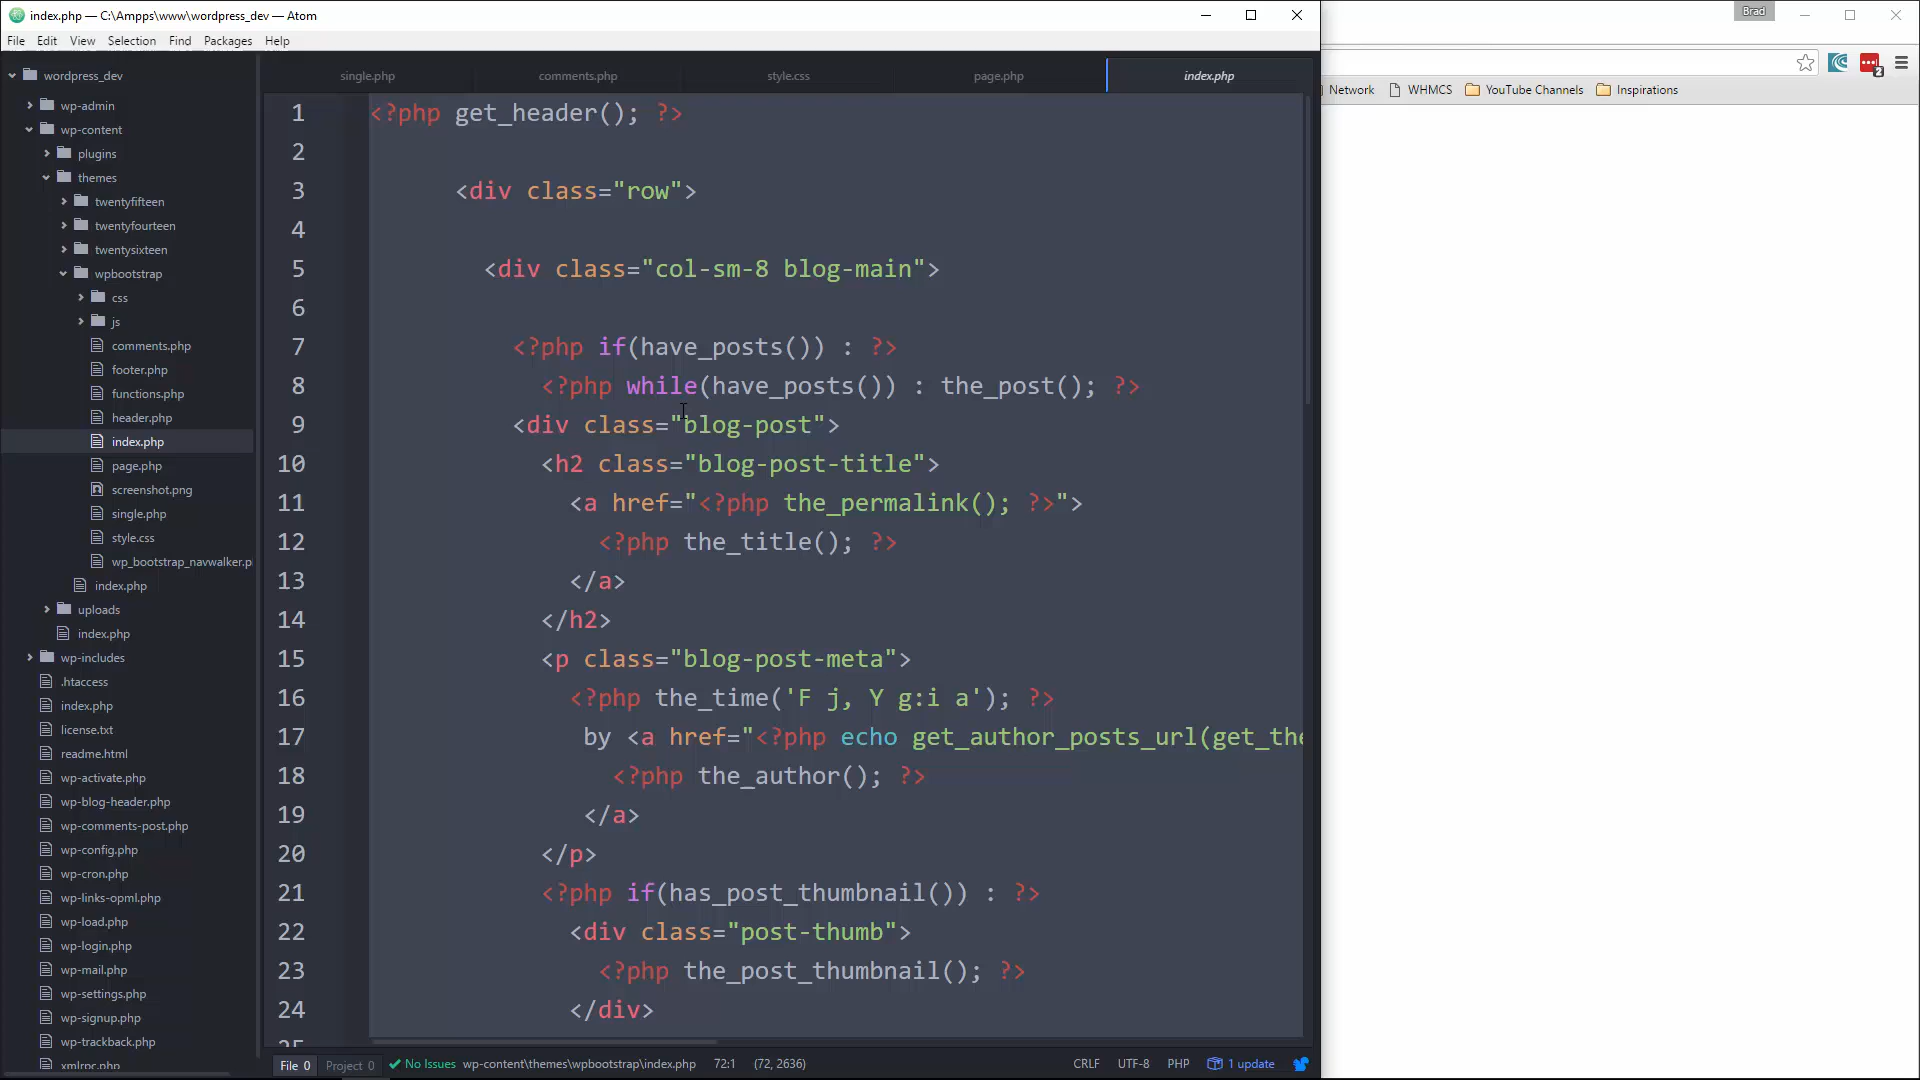 index.php — C:\Ampps\www\wordpress_dev — Atom
Brad
File Edit View Selection Find Packages Help
Network WHMCS YouTube Channels Inspirations
2
wordpress_dev
wp-admin
wp-content
plugins
themes
twentyfifteen
twentyfourteen
twentysixteen
wpbootstrap
css
js
comments.php
footer.php
functions.php
header.php
index.php
page.php
screenshot.png
single.php
style.css
wp_bootstrap_navwalker.p
index.php
uploads
index.php
wp-includes
.htaccess
index.php
license.txt
readme.html
wp-activate.php
wp-blog-header.php
wp-comments-post.php
wp-config.php
wp-cron.php
wp-links-opml.php
wp-load.php
wp-login.php
wp-mail.php
wp-settings.php
wp-signup.php
wp-trackback.php
xmlrpc.php
single.php comments.php style.css page.php index.php
1 <?php get_header(); ?>
2
3 <div class="row">
4
5 <div class="col-sm-8 blog-main">
6
7 <?php if(have_posts()) : ?>
8 <?php while(have_posts()) : the_post(); ?>
9 <div class="blog-post">
10 <h2 class="blog-post-title">
11 <a href="<?php the_permalink(); ?>">
12 <?php the_title(); ?>
13 </a>
14 </h2>
15 <p class="blog-post-meta">
16 <?php the_time('F j, Y g:i a'); ?>
17 by <a href="<?php echo get_author_posts_url(get_the
18 <?php the_author(); ?>
19 </a>
20 </p>
21 <?php if(has_post_thumbnail()) : ?>
22 <div class="post-thumb">
23 <?php the_post_thumbnail(); ?>
24 </div>
25
File 0 Project 0 No Issues wp-content\themes\wpbootstrap\index.php 72:1 (72, 2636) CRLF UTF-8 PHP 1 update